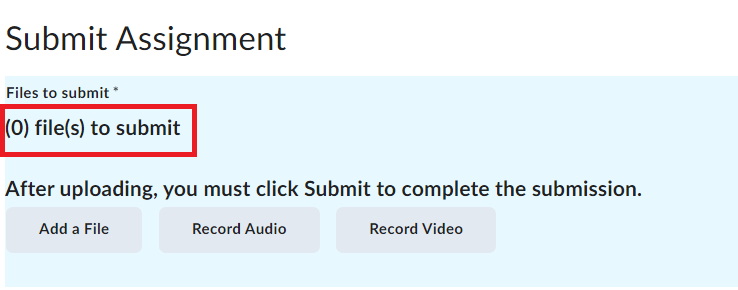 Submit Assignment
Files to submit *
(0) file(s) to submit
After uploading, you must click Submit to complete the submission.
Add a File Record Audio Record Video